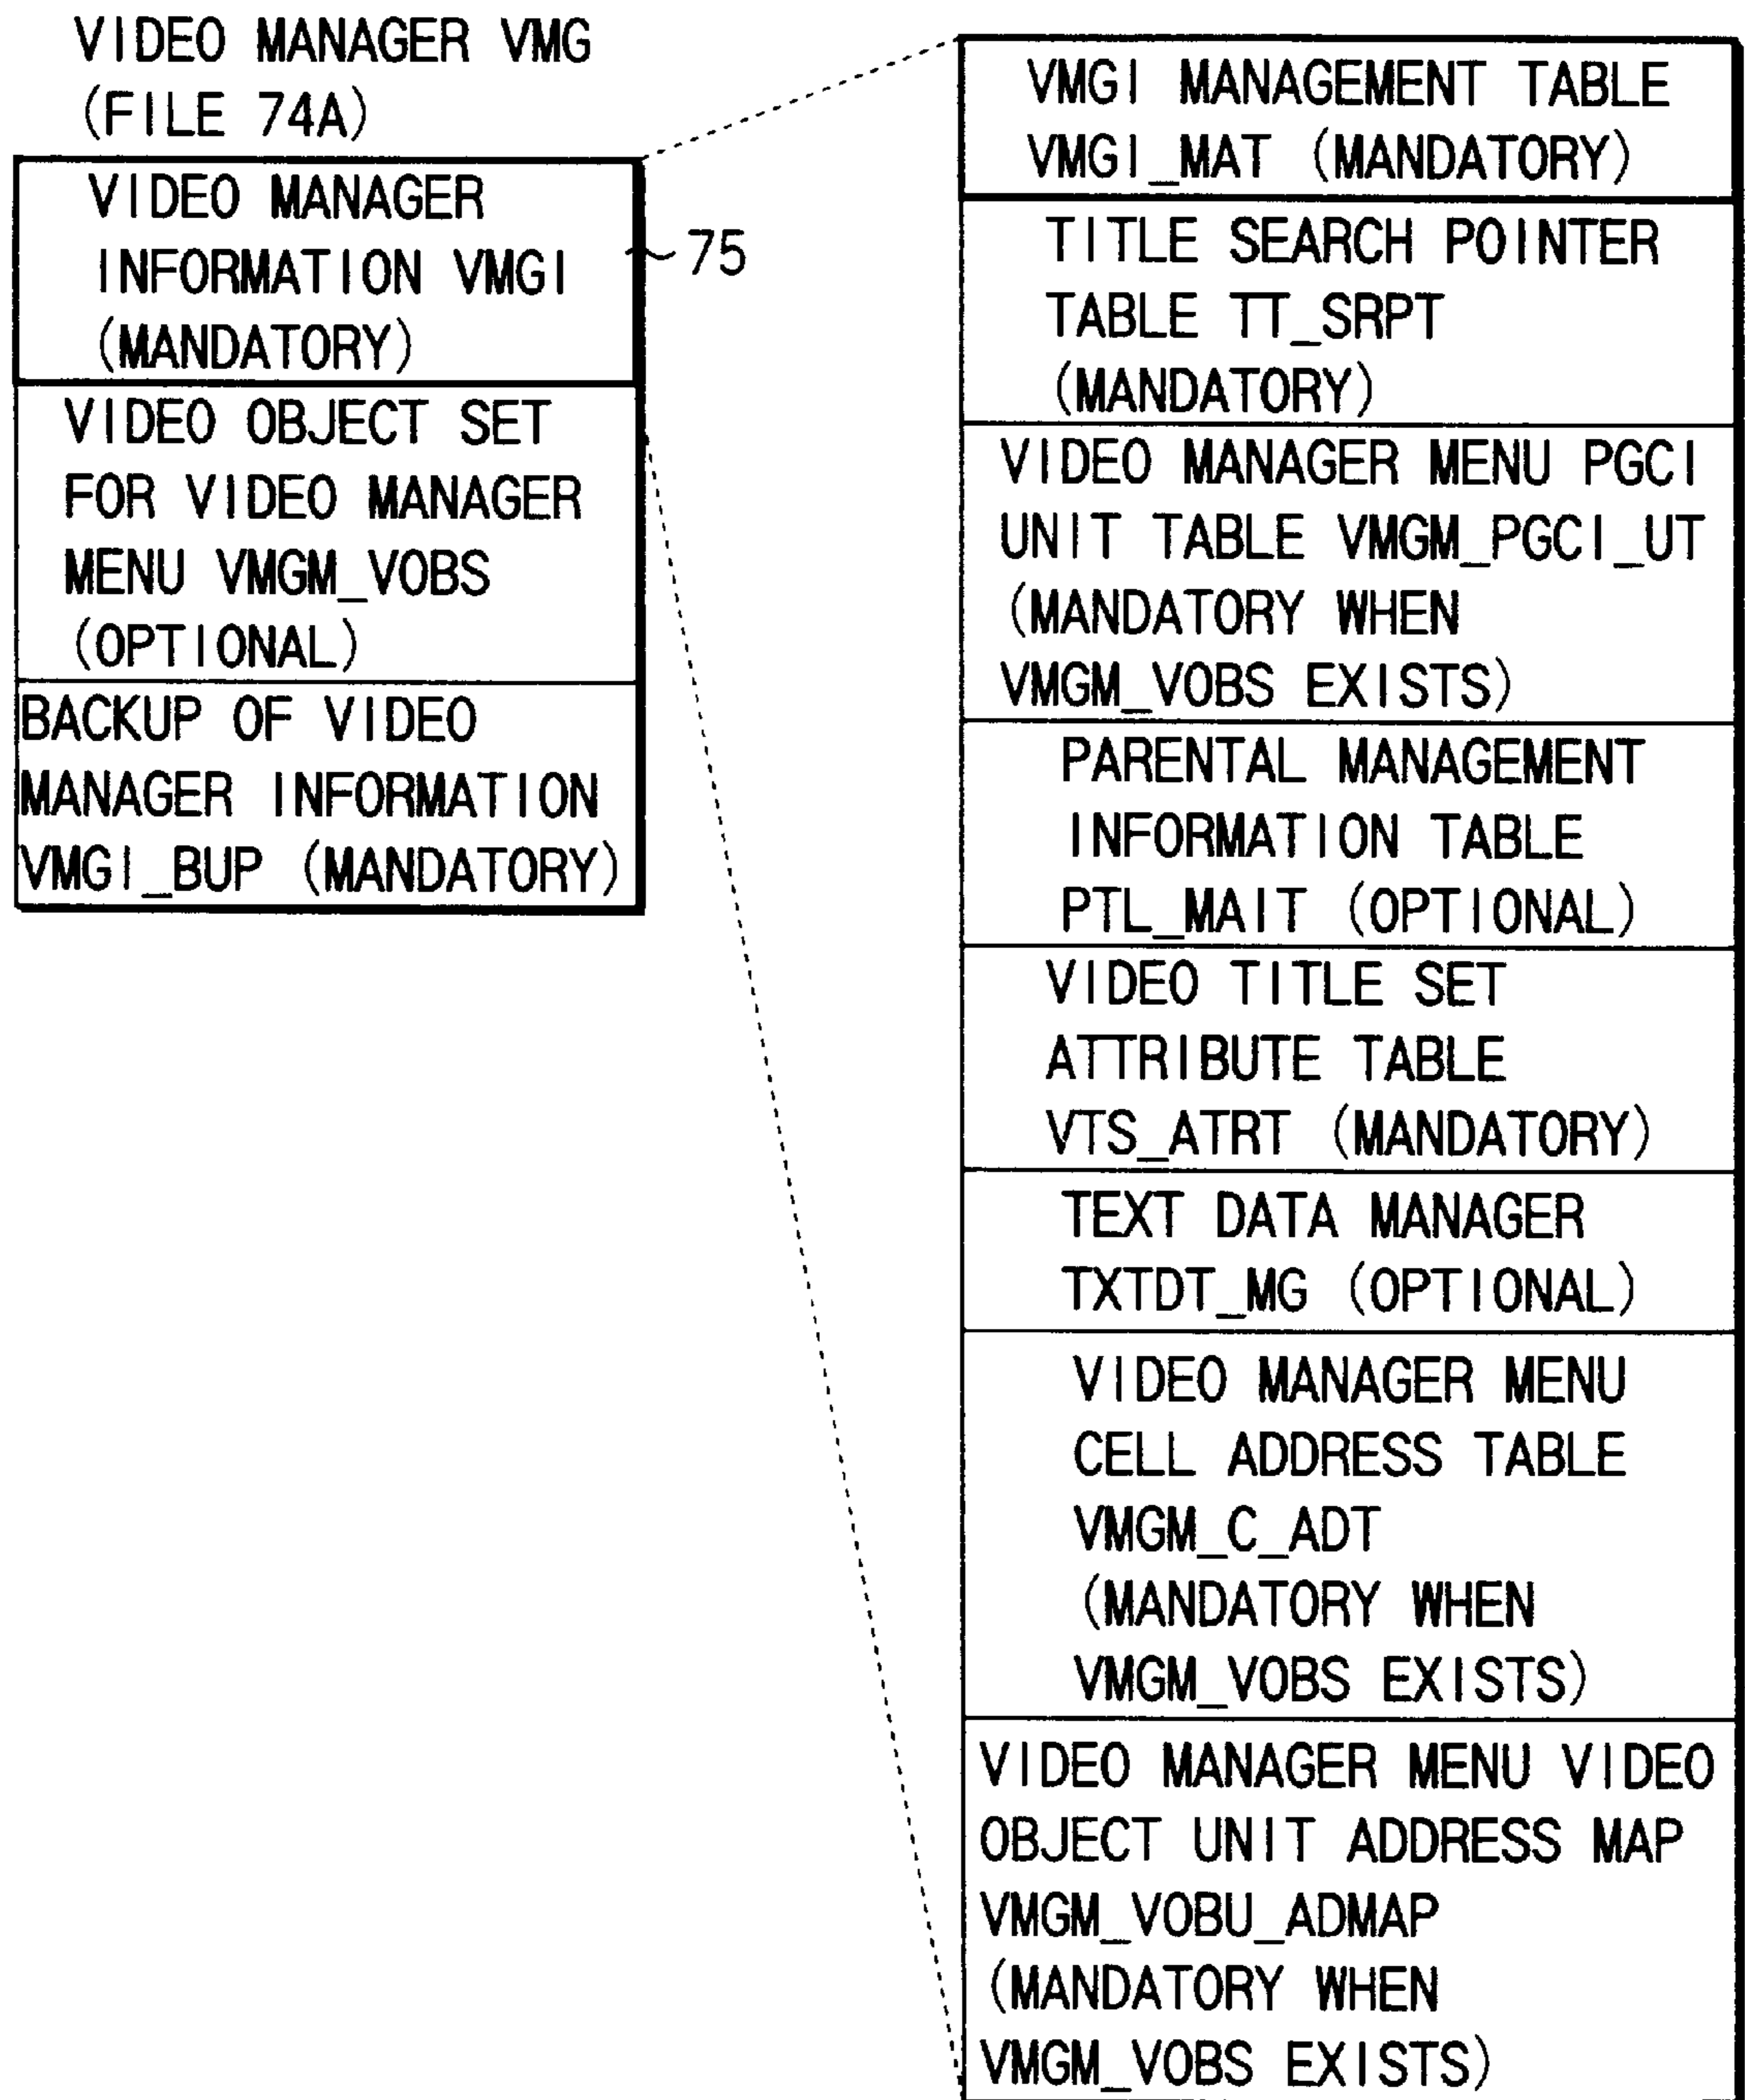 VIDEO MANAGER VMG
(FILE 74A)
VIDEO MANAGER
INFORMATION VMGI
(MANDATORY)
75
VIDEO OBJECT SET
FOR VIDEO MANAGER
MENU VMGM_VOBS
(OPTIONAL)
BACKUP OF VIDEO
MANAGER INFORMATION
VMGI_BUP (MANDATORY)
VMGI MANAGEMENT TABLE
VMGI_MAT (MANDATORY)
TITLE SEARCH POINTER
TABLE TT_SRPT
(MANDATORY)
VIDEO MANAGER MENU PGCI
UNIT TABLE VMGM_PGCI_UT
(MANDATORY WHEN
VMGM_VOBS EXISTS)
PARENTAL MANAGEMENT
INFORMATION TABLE
PTL_MAIT (OPTIONAL)
VIDEO TITLE SET
ATTRIBUTE TABLE
VTS_ATRT (MANDATORY)
TEXT DATA MANAGER
TXTDT_MG (OPTIONAL)
VIDEO MANAGER MENU
CELL ADDRESS TABLE
VMGM_C_ADT
(MANDATORY WHEN
VMGM_VOBS EXISTS)
VIDEO MANAGER MENU VIDEO
OBJECT UNIT ADDRESS MAP
VMGM_VOBU_ADMAP
(MANDATORY WHEN
VMGM_VOBS EXISTS)